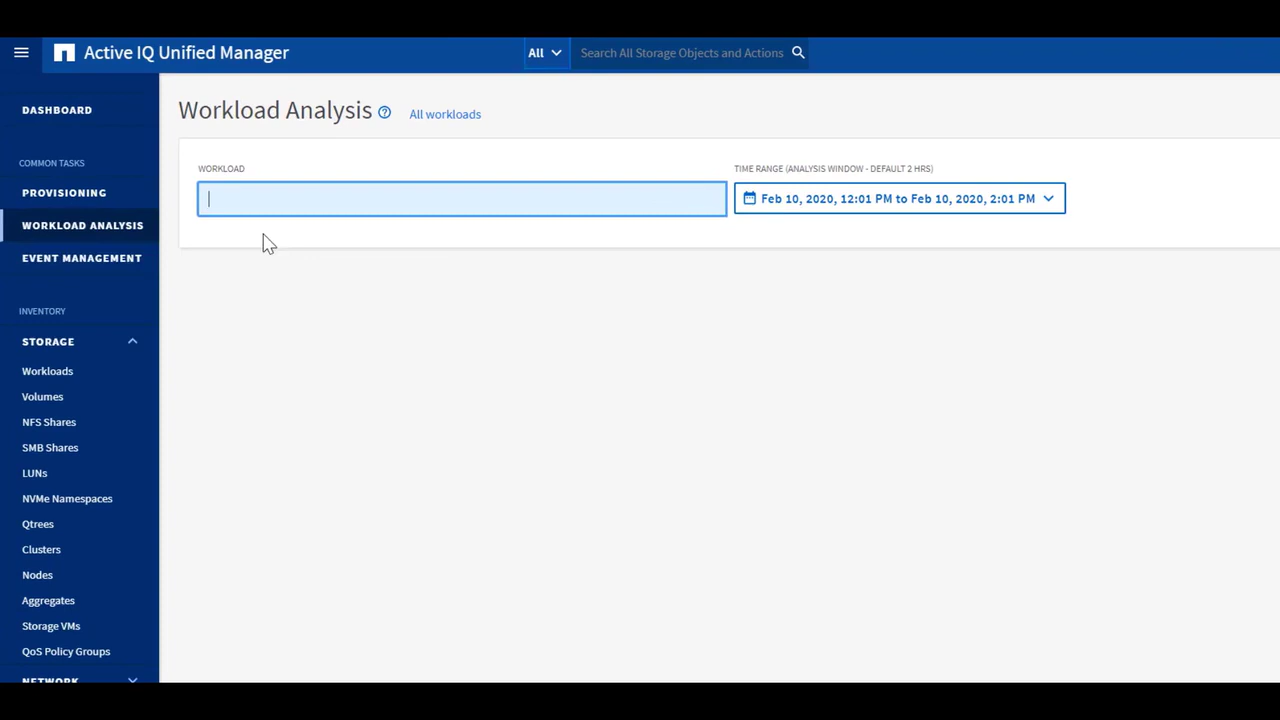 Active IQ Unified Manager
All
Search All Storage Objects and Actions
DASHBOARD
COMMON TASKS
PROVISIONING
WORKLOAD ANALYSIS
EVENT MANAGEMENT
INVENTORY
STORAGE
Workloads
Volumes
NFS Shares
SMB Shares
LUNs
NVMe Namespaces
Qtrees
Clusters
Nodes
Aggregates
Storage VMs
QoS Policy Groups
NETWORK
Workload Analysis ?
All workloads
WORKLOAD
TIME RANGE (ANALYSIS WINDOW - DEFAULT 2 HRS)
Feb 10, 2020, 12:01 PM to Feb 10, 2020, 2:01 PM